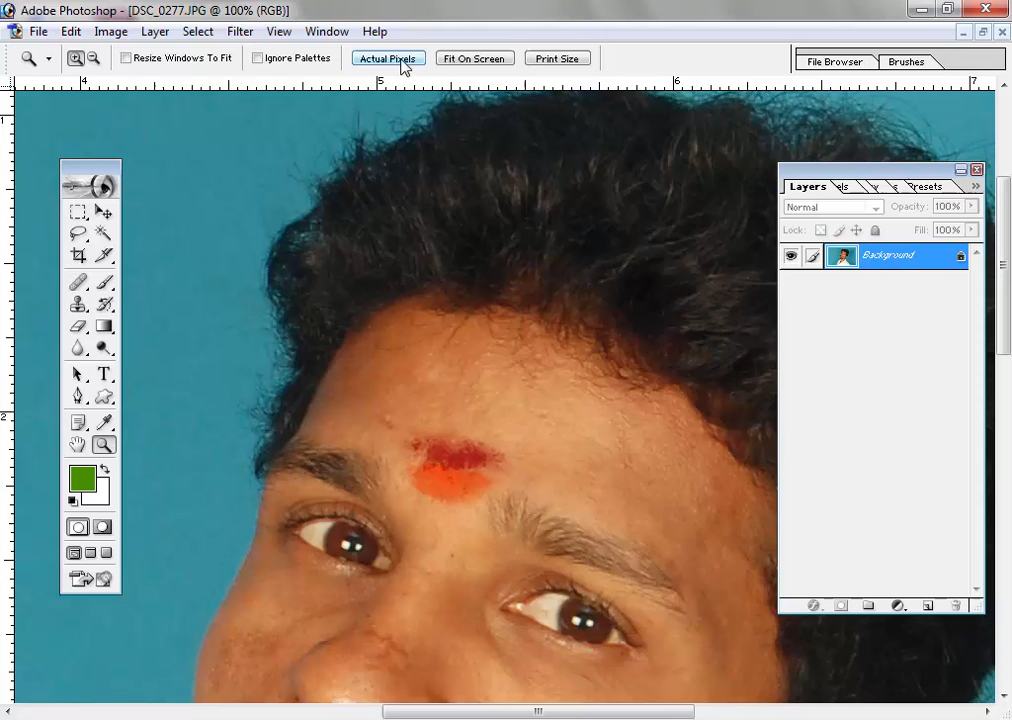 Adobe Photoshop - [DSC_0277.JPG @ 100% (RGB)]
File Edit Image Layer Select Filter View Window Help
Resize Windows To Fit Ignore Palettes Actual Pixels Fit On Screen Print Size File Browser Brushes
4 5 6 7
1
2
Layers els y s Presets
Normal Opacity: 100%
Lock: Fill: 100%
Background
T